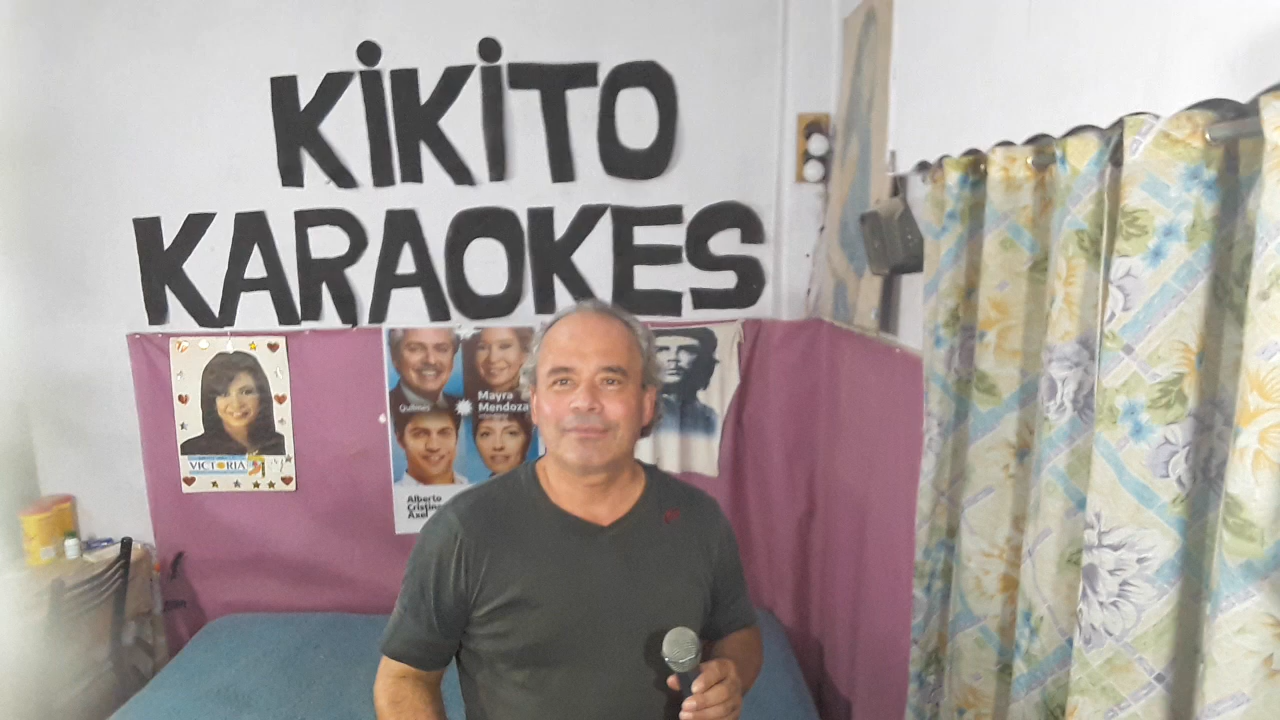 KiKiTO
KARAOKES
Quilmes
Mayra
Mendoza
VICTORIA
Alberto
Cristina
Axel